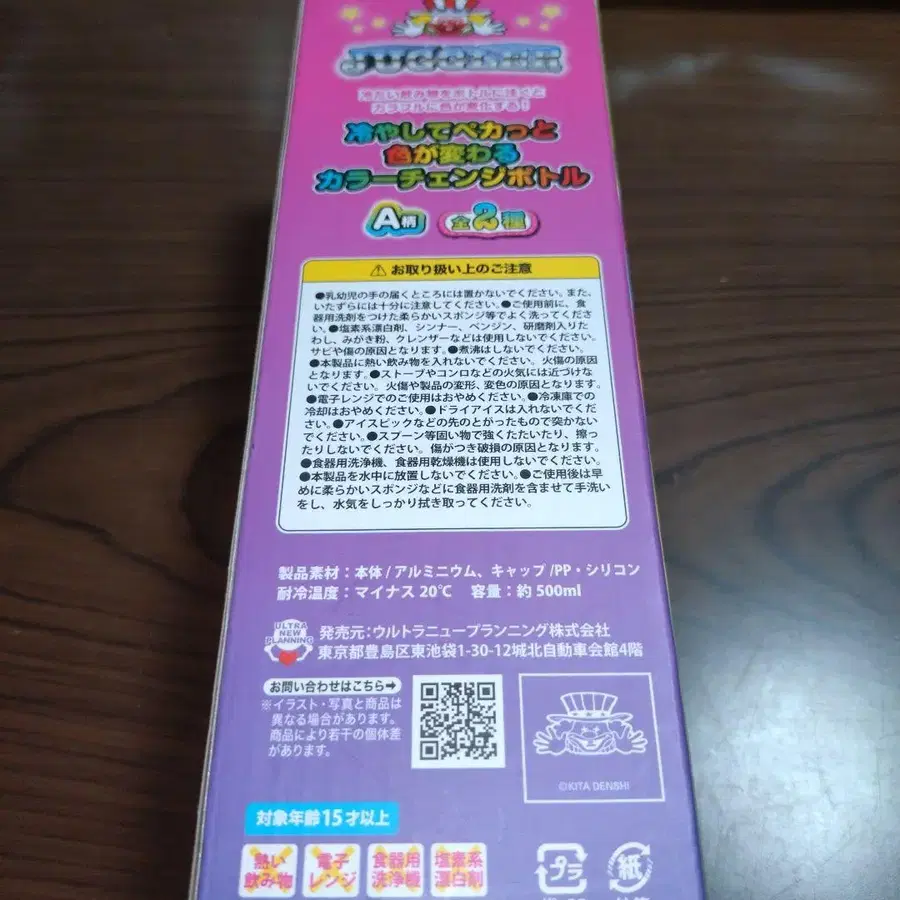 JUGGLER
冷たい飲み物をボトルに注ぐと
カラフルに色が変化する！
冷やしてペカっと
色が変わる
カラーチェンジボトル
A柄 全2種
⚠ お取り扱い上のご注意
●乳幼児の手の届くところには置かないでください。また、
いたずらには十分に注意してください。●ご使用前に、食
器用洗剤をつけた柔らかいスポンジ等でよく洗ってくだ
さい。●塩素系漂白剤、シンナー、ベンジン、研磨剤入りた
わし、みがき粉、クレンザーなどは使用しないでください。
サビや傷の原因となります。●煮沸はしないでください。
●本製品に熱い飲み物を入れないでください。火傷の原因
となります。●ストーブやコンロなどの火気には近づけな
いでください。火傷や製品の変形、変色の原因となります。
●電子レンジでのご使用はおやめください。●冷凍庫での
冷却はおやめください。●ドライアイスは入れないでくだ
さい。●アイスピックなどの先のとがったもので突かない
でください。●スプーン等固い物で強くたたいたり、擦っ
たりしないでください。傷がつき破損の原因となります。
●食器用洗浄機、食器用乾燥機は使用しないでください。
●本製品を水中に放置しないでください。●ご使用後は早
めに柔らかいスポンジなどに食器用洗剤を含ませて手洗い
をし、水気をしっかり拭き取ってください。
製品素材：本体/アルミニウム、キャップ/PP・シリコン
耐冷温度：マイナス20℃ 容量：約500ml
ULTRA
NEW
PLANNING
発売元：ウルトラニュープランニング株式会社
東京都豊島区東池袋1-30-12城北自動車会館4階
お問い合わせはこちら➡
※イラスト・写真と商品は
異なる場合があります。
商品により若干の個体差
があります。
©KITA DENSHI
対象年齢15才以上
熱い
飲み物
電子
レンジ
食器用
洗浄機
塩素系
漂白剤
プラ
紙